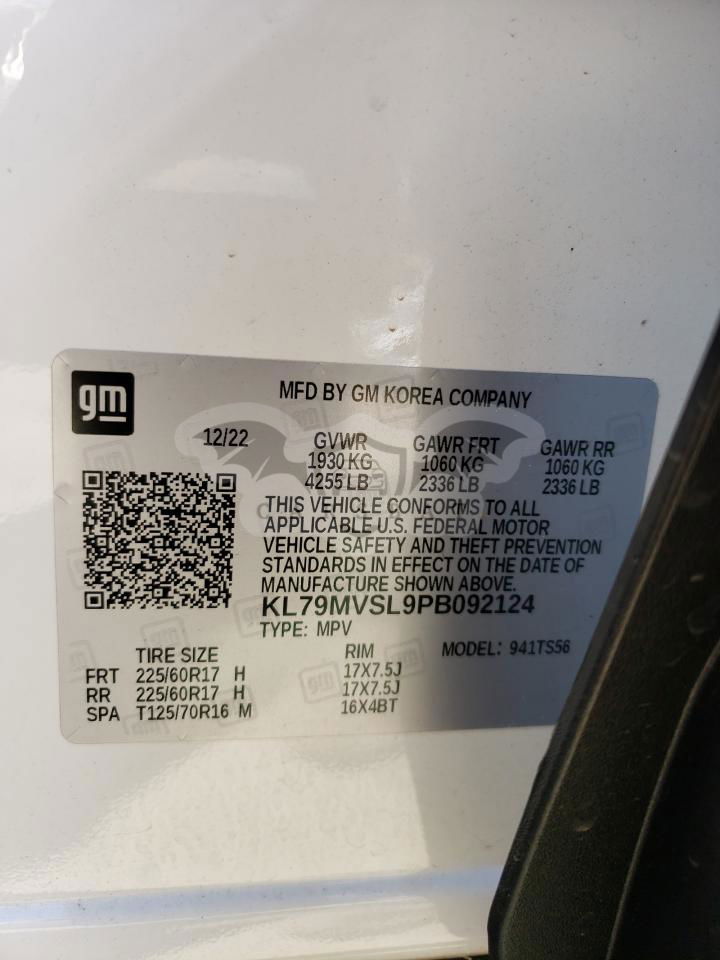 gm
MFD BY GM KOREA COMPANY
12/22 GVWR GAWR FRT GAWR RR
1930 KG 1060 KG 1060 KG
4255 LB 2336 LB 2336 LB
THIS VEHICLE CONFORMS TO ALL
APPLICABLE U.S. FEDERAL MOTOR
VEHICLE SAFETY AND THEFT PREVENTION
STANDARDS IN EFFECT ON THE DATE OF
MANUFACTURE SHOWN ABOVE.
KL79MVSL9PB092124
TYPE: MPV
TIRE SIZE RIM MODEL: 941TS56
FRT 225/60R17 H 17X7.5J
RR 225/60R17 H 17X7.5J
SPA T125/70R16 M 16X4BT